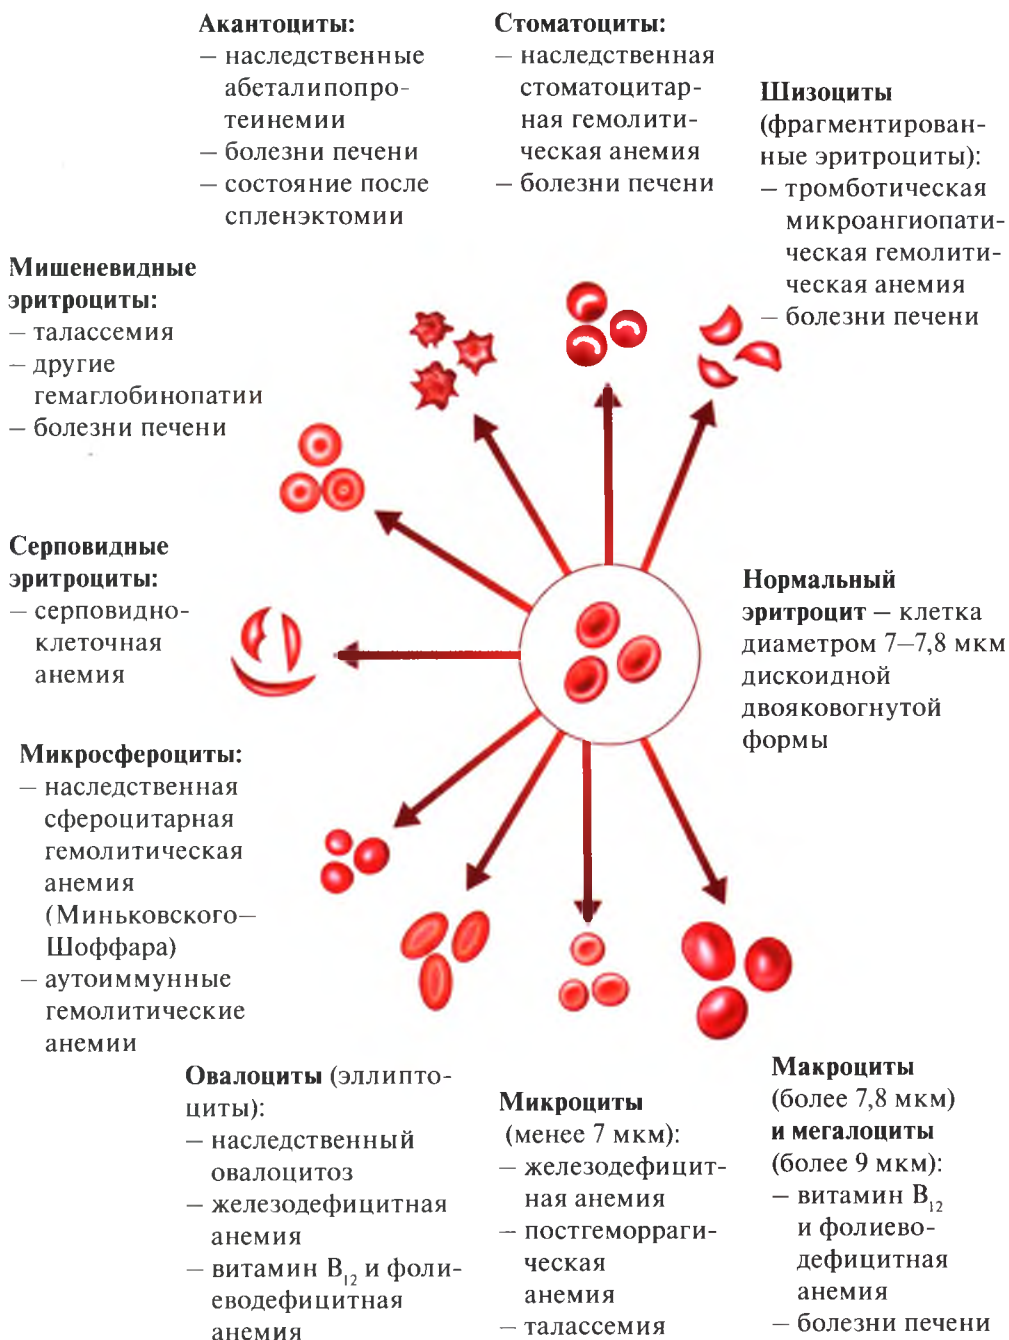 Акантоциты:
— наследственные
абеталипопро-
теинемии
— болезни печени
— состояние после
спленэктомии
Стоматоциты:
— наследственная
стоматоцитар-
ная гемолити-
ческая анемия
— болезни печени
Шизоциты
(фрагментирован-
ные эритроциты):
— тромботическая
микроангиопати-
ческая гемолити-
ческая анемия
— болезни печени
Мишеневидные
эритроциты:
— талассемия
— другие
гемаглобинопатии
— болезни печени
Серповидные
эритроциты:
— серповидно-
клеточная
анемия
Нормальный
эритроцит — клетка
диаметром 7—7,8 мкм
дискоидной
двояковогнутой
формы
Микросфероциты:
— наследственная
сфероцитарная
гемолитическая
анемия
(Миньковского—
Шоффара)
— аутоиммунные
гемолитические
анемии
Овалоциты (эллипто-
циты):
— наследственный
овалоцитоз
— железодефицитная
анемия
— витамин B₁₂ и фоли-
еводефицитная
анемия
Микроциты
(менее 7 мкм):
— железодефицит-
ная анемия
— постгеморраги-
ческая
анемия
— талассемия
Макроциты
(более 7,8 мкм)
и мегалоциты
(более 9 мкм):
— витамин B₁₂
и фолиево-
дефицитная
анемия
— болезни печени